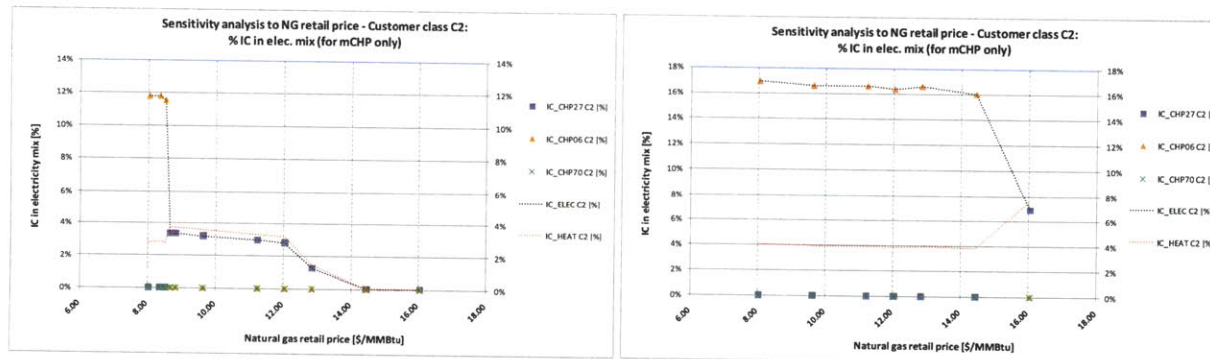 Sensitivity analysis to NG retail price - Customer class C2:
% IC in elec. mix (for mCHP only)
14%
12%
10%
8%
6%
4%
2%
0%
14%
12%
10%
8%
6%
4%
2%
0%
IC in electricity mix [%]
6.00
8.00
10.00
12.00
14.00
16.00
18.00
Natural gas retail price [$/MMBtu]
IC_CHP27 C2 [%]
IC_CHP06 C2 [%]
IC_CHP70 C2 [%]
IC_ELEC C2 [%]
IC_HEAT C2 [%]
Sensitivity analysis to NG retail price - Customer class C2:
% IC in elec. mix (for mCHP only)
18%
16%
14%
12%
10%
8%
6%
4%
2%
0%
18%
16%
14%
12%
10%
8%
6%
4%
2%
0%
IC in electricity mix [%]
6.00
8.00
10.00
12.00
14.00
16.00
18.00
Natural gas retail price [$/MMBtu]
IC_CHP27 C2 [%]
IC_CHP06 C2 [%]
IC_CHP70 C2 [%]
IC_ELEC C2 [%]
IC_HEAT C2 [%]